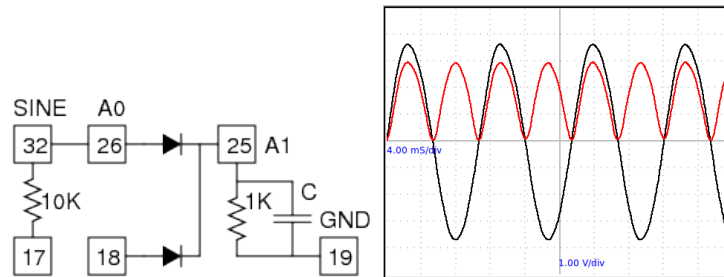 SINE A0
32 26 25 A1
10K 1K C
GND
17 18 19
4.00 mS/div
1.00 V/div